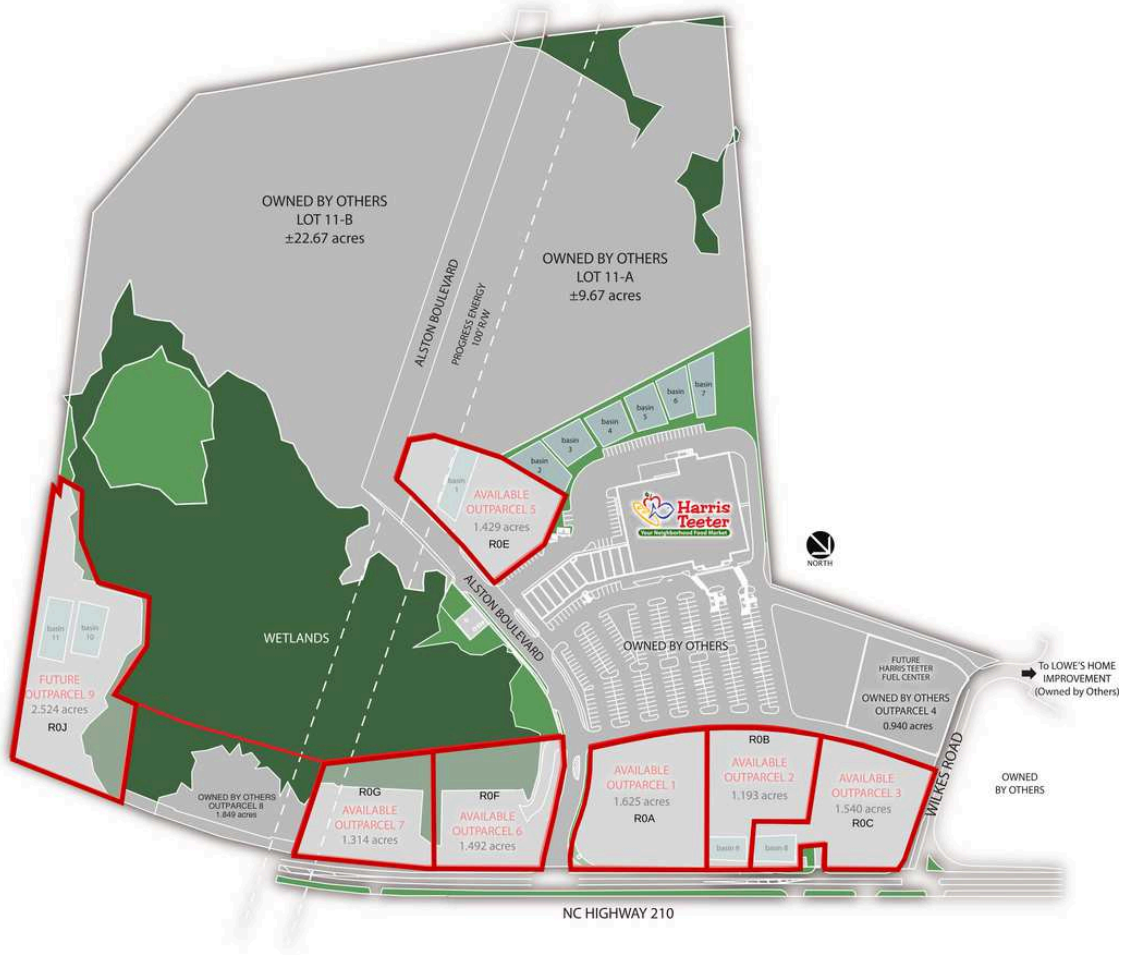 OWNED BY OTHERS
LOT 11-B
±22.67 acres
ALSTON BOULEVARD
PROGRESS ENERGY
100' R/W
OWNED BY OTHERS
LOT 11-A
±9.67 acres
basin
7
basin
6
basin
5
basin
4
basin
3
basin
2
basin
1
AVAILABLE
OUTPARCEL 5
1.429 acres
R0E
Harris
Teeter
Your Neighborhood Food Market
NORTH
ALSTON BOULEVARD
WETLANDS
OWNED BY OTHERS
basin
11
basin
10
FUTURE
OUTPARCEL 9
2.524 acres
R0J
FUTURE
HARRIS TEETER
FUEL CENTER
OWNED BY OTHERS
OUTPARCEL 4
0.940 acres
To LOWE'S HOME
IMPROVEMENT
(Owned by Others)
WILKES ROAD
OWNED
BY OTHERS
OWNED BY OTHERS
OUTPARCEL 8
1.849 acres
R0G
AVAILABLE
OUTPARCEL 7
1.314 acres
R0F
AVAILABLE
OUTPARCEL 6
1.492 acres
AVAILABLE
OUTPARCEL 1
1.625 acres
R0A
R0B
AVAILABLE
OUTPARCEL 2
1.193 acres
AVAILABLE
OUTPARCEL 3
1.540 acres
R0C
basin
basin
NC HIGHWAY 210